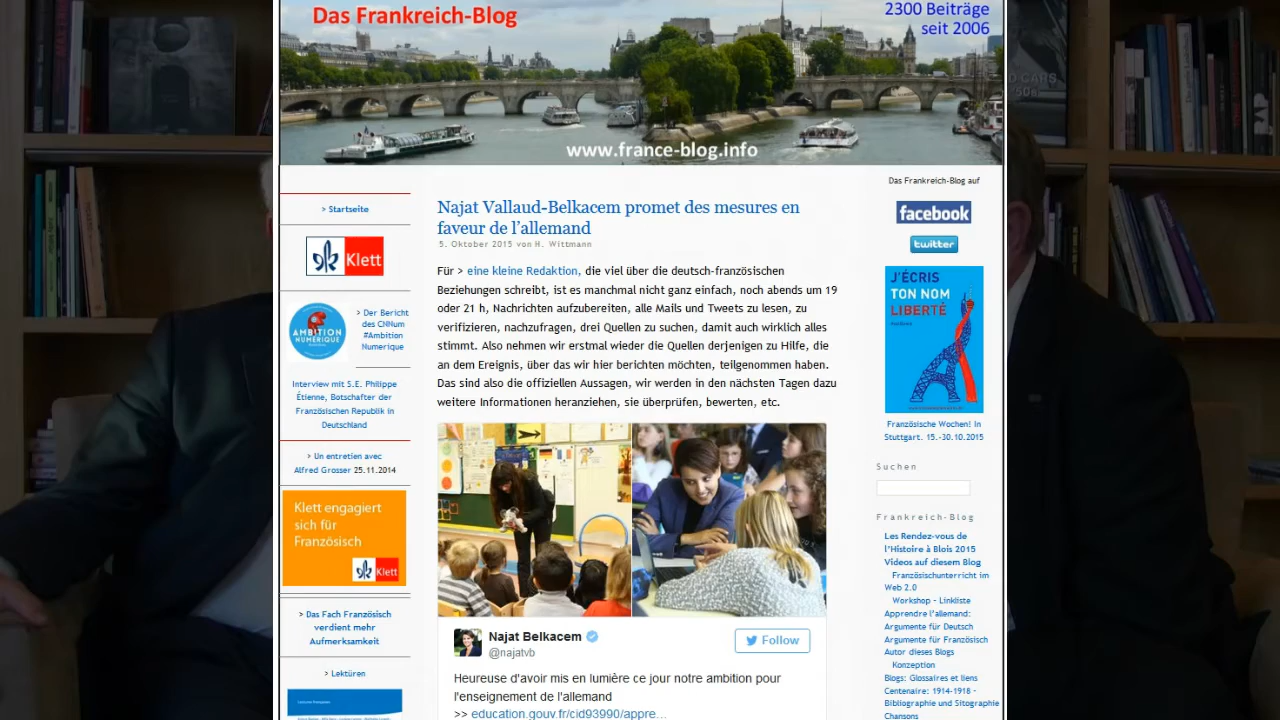 Das Frankreich-Blog
2300 Beiträge
seit 2006
www.france-blog.info
> Startseite
Klett
AMBITION
NUMÉRIQUE
> Der Bericht
des CNNum
#Ambition
Numerique
Interview mit S.E. Philippe
Étienne, Botschafter der
Französischen Republik in
Deutschland
> Un entretien avec
Alfred Grosser 25.11.2014
Klett engagiert
sich für
Französisch
Klett
> Das Fach Französisch
verdient mehr
Aufmerksamkeit
> Lektüren
Najat Vallaud-Belkacem promet des mesures en
faveur de l'allemand
5. Oktober 2015 von H. Wittmann
Für > eine kleine Redaktion, die viel über die deutsch-französischen
Beziehungen schreibt, ist es manchmal nicht ganz einfach, noch abends um 19
oder 21 h, Nachrichten aufzubereiten, alle Mails und Tweets zu lesen, zu
verifizieren, nachzufragen, drei Quellen zu suchen, damit auch wirklich alles
stimmt. Also nehmen wir erstmal wieder die Quellen derjenigen zu Hilfe, die
an dem Ereignis, über das wir hier berichten möchten, teilgenommen haben.
Das sind also die offiziellen Aussagen, wir werden in den nächsten Tagen dazu
weitere Informationen heranziehen, sie überprüfen, bewerten, etc.
Najat Belkacem
@najatvb
Follow
Heureuse d'avoir mis en lumière ce jour notre ambition pour
l'enseignement de l'allemand
>> education.gouv.fr/cid93990/appre...
Das Frankreich-Blog auf
facebook
twitter
J'ÉCRIS
TON NOM
LIBERTÉ
Französische Wochen! In
Stuttgart. 15.-30.10.2015
Suchen
Frankreich-Blog
Les Rendez-vous de
l'Histoire à Blois 2015
Videos auf diesem Blog
Französischunterricht im
Web 2.0
Workshop - Linkliste
Apprendre l'allemand:
Argumente für Deutsch
Argumente für Französisch
Autor dieses Blogs
Konzeption
Blogs: Glossaires et liens
Centenaire: 1914-1918 -
Bibliographie und Sitographie
Chansons